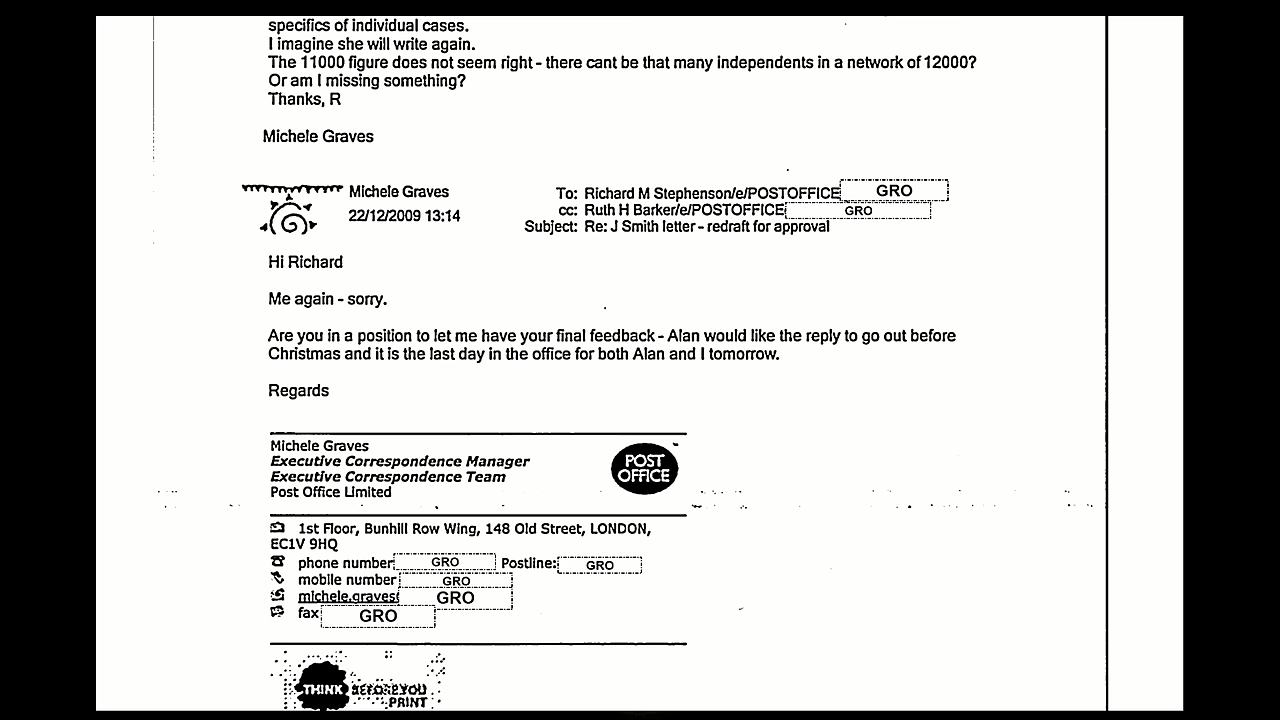 specifics of individual cases.
I imagine she will write again.
The 11000 figure does not seem right - there cant be that many independents in a network of 12000?
Or am I missing something?
Thanks, R
Michele Graves
Michele Graves
22/12/2009 13:14
To: Richard M Stephenson/e/POSTOFFICE GRO
cc: Ruth H Barker/e/POSTOFFICE GRO
Subject: Re: J Smith letter - redraft for approval
Hi Richard
Me again - sorry.
Are you in a position to let me have your final feedback - Alan would like the reply to go out before
Christmas and it is the last day in the office for both Alan and I tomorrow.
Regards
Michele Graves
Executive Correspondence Manager
Executive Correspondence Team
Post Office Limited
POST
OFFICE
1st Floor, Bunhill Row Wing, 148 Old Street, LONDON,
EC1V 9HQ
phone number GRO Postline: GRO
mobile number GRO
michele.graves GRO
fax GRO
THINK BEFORE YOU
PRINT